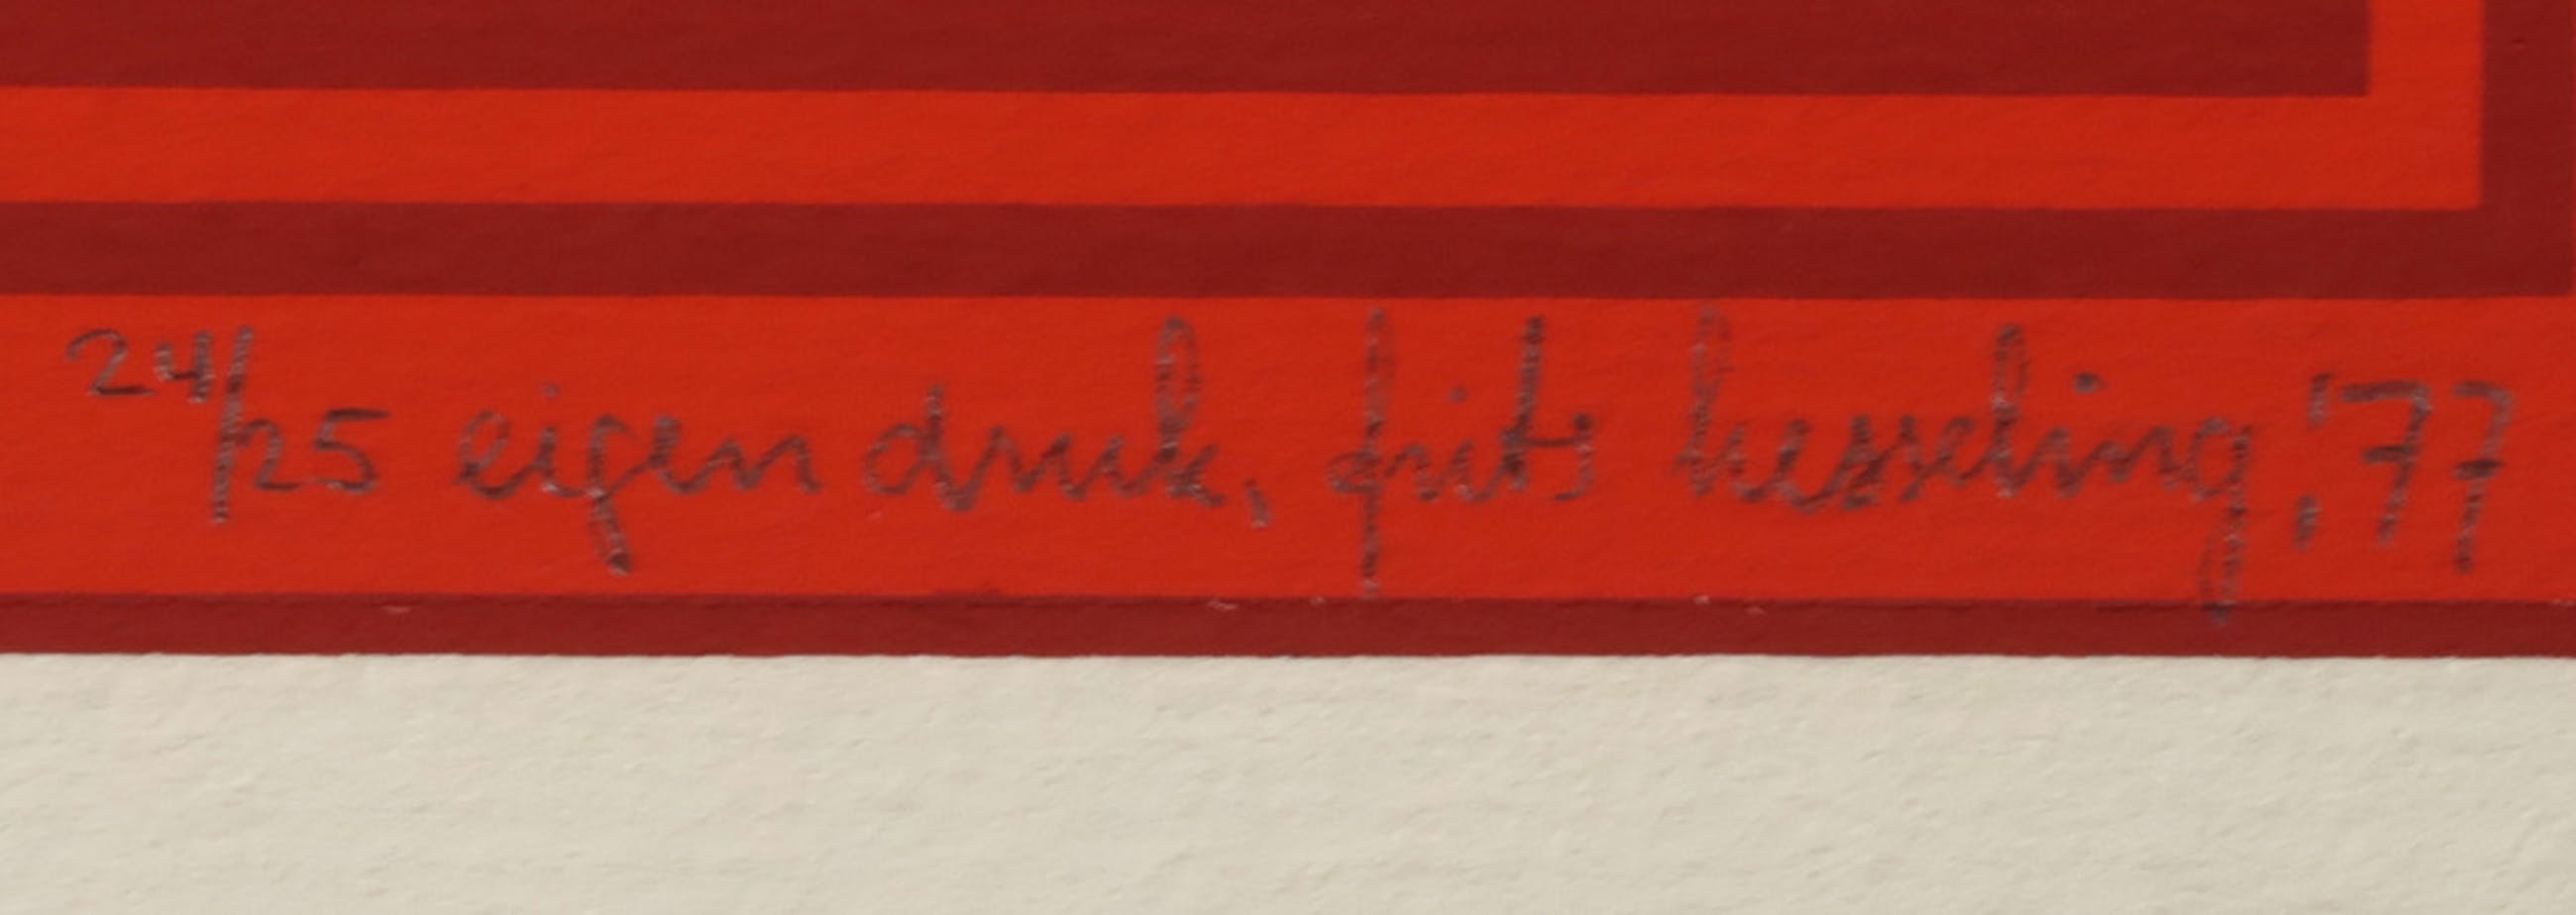 24/25 eigen druk, frits hesseling, '77